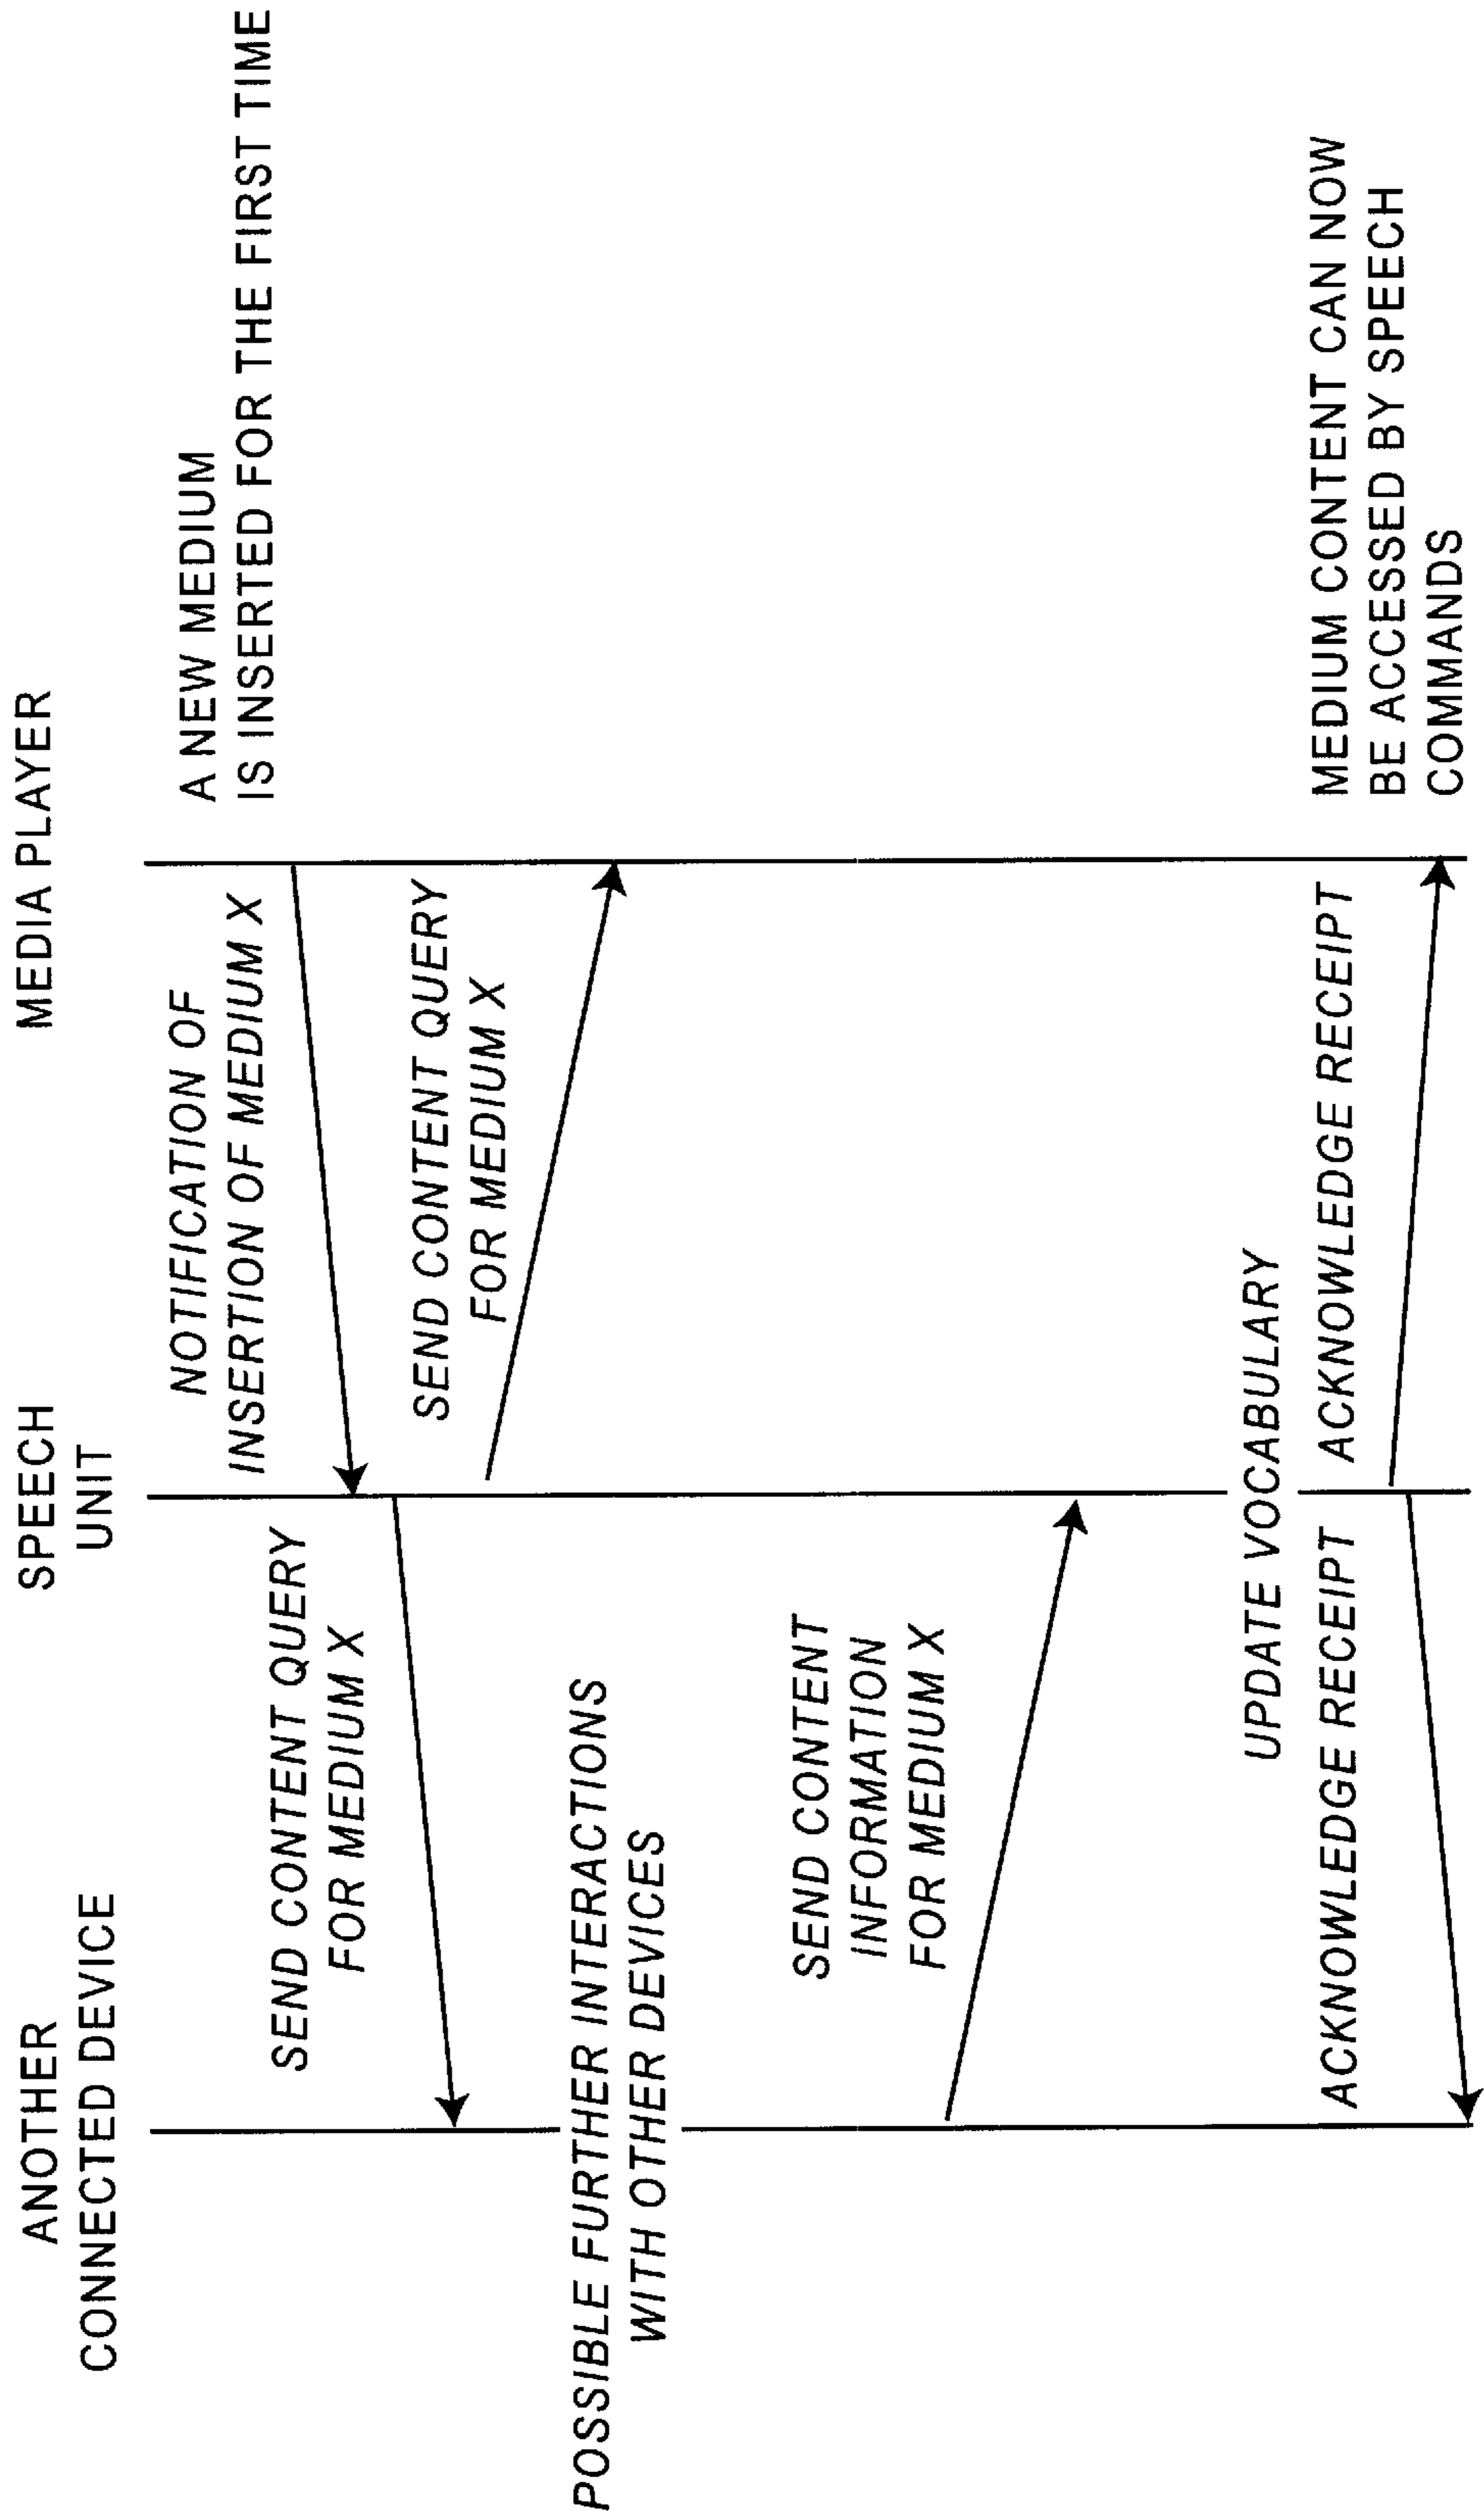 ANOTHER
CONNECTED DEVICE
SPEECH
UNIT
MEDIA PLAYER
A NEW MEDIUM
IS INSERTED FOR THE FIRST TIME
NOTIFICATION OF
INSERTION OF MEDIUM X
SEND CONTENT QUERY
FOR MEDIUM X
SEND CONTENT QUERY
FOR MEDIUM X
POSSIBLE FURTHER INTERACTIONS
WITH OTHER DEVICES
SEND CONTENT
INFORMATION
FOR MEDIUM X
UPDATE VOCABULARY
ACKNOWLEDGE RECEIPT
ACKNOWLEDGE RECEIPT
MEDIUM CONTENT CAN NOW
BE ACCESSED BY SPEECH
COMMANDS